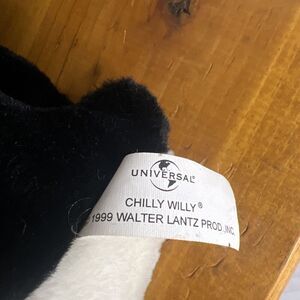 UNIVERSAL®
CHILLY WILLY®
1999 WALTER LANTZ PROD.,INC.